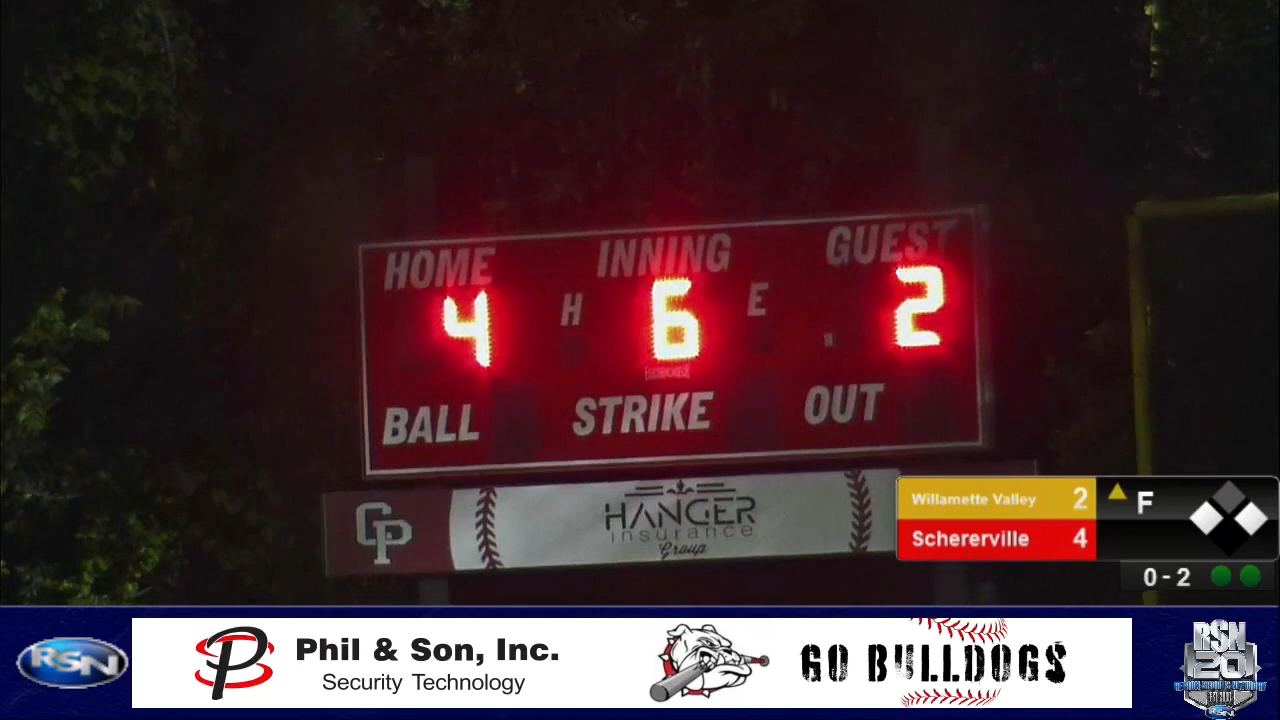 HOME INNING GUEST
4 H 6 E 2
BALL STRIKE OUT
CP
HANGER
insurance
Group
Willamette Valley 2 F
Schererville 4
0 - 2
RSN
Phil & Son, Inc.
Security Technology
GO BULLDOGS
RSN
20